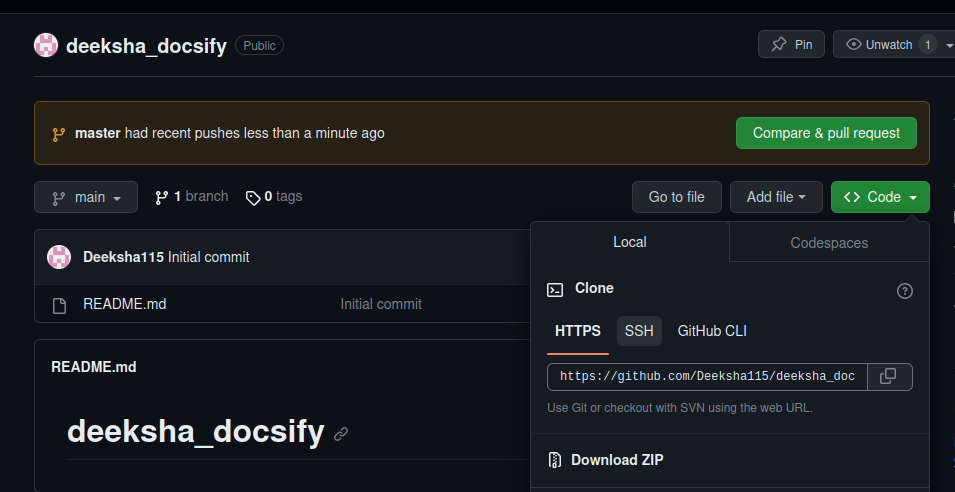 deeksha_docsify Public Pin Unwatch 1
master had recent pushes less than a minute ago Compare & pull request
main 1 branch 0 tags Go to file Add file Code
Local Codespaces
Deeksha115 Initial commit
Clone
README.md Initial commit
HTTPS SSH GitHub CLI
README.md
https://github.com/Deeksha115/deeksha_doc
Use Git or checkout with SVN using the web URL.
deeksha_docsify
Download ZIP